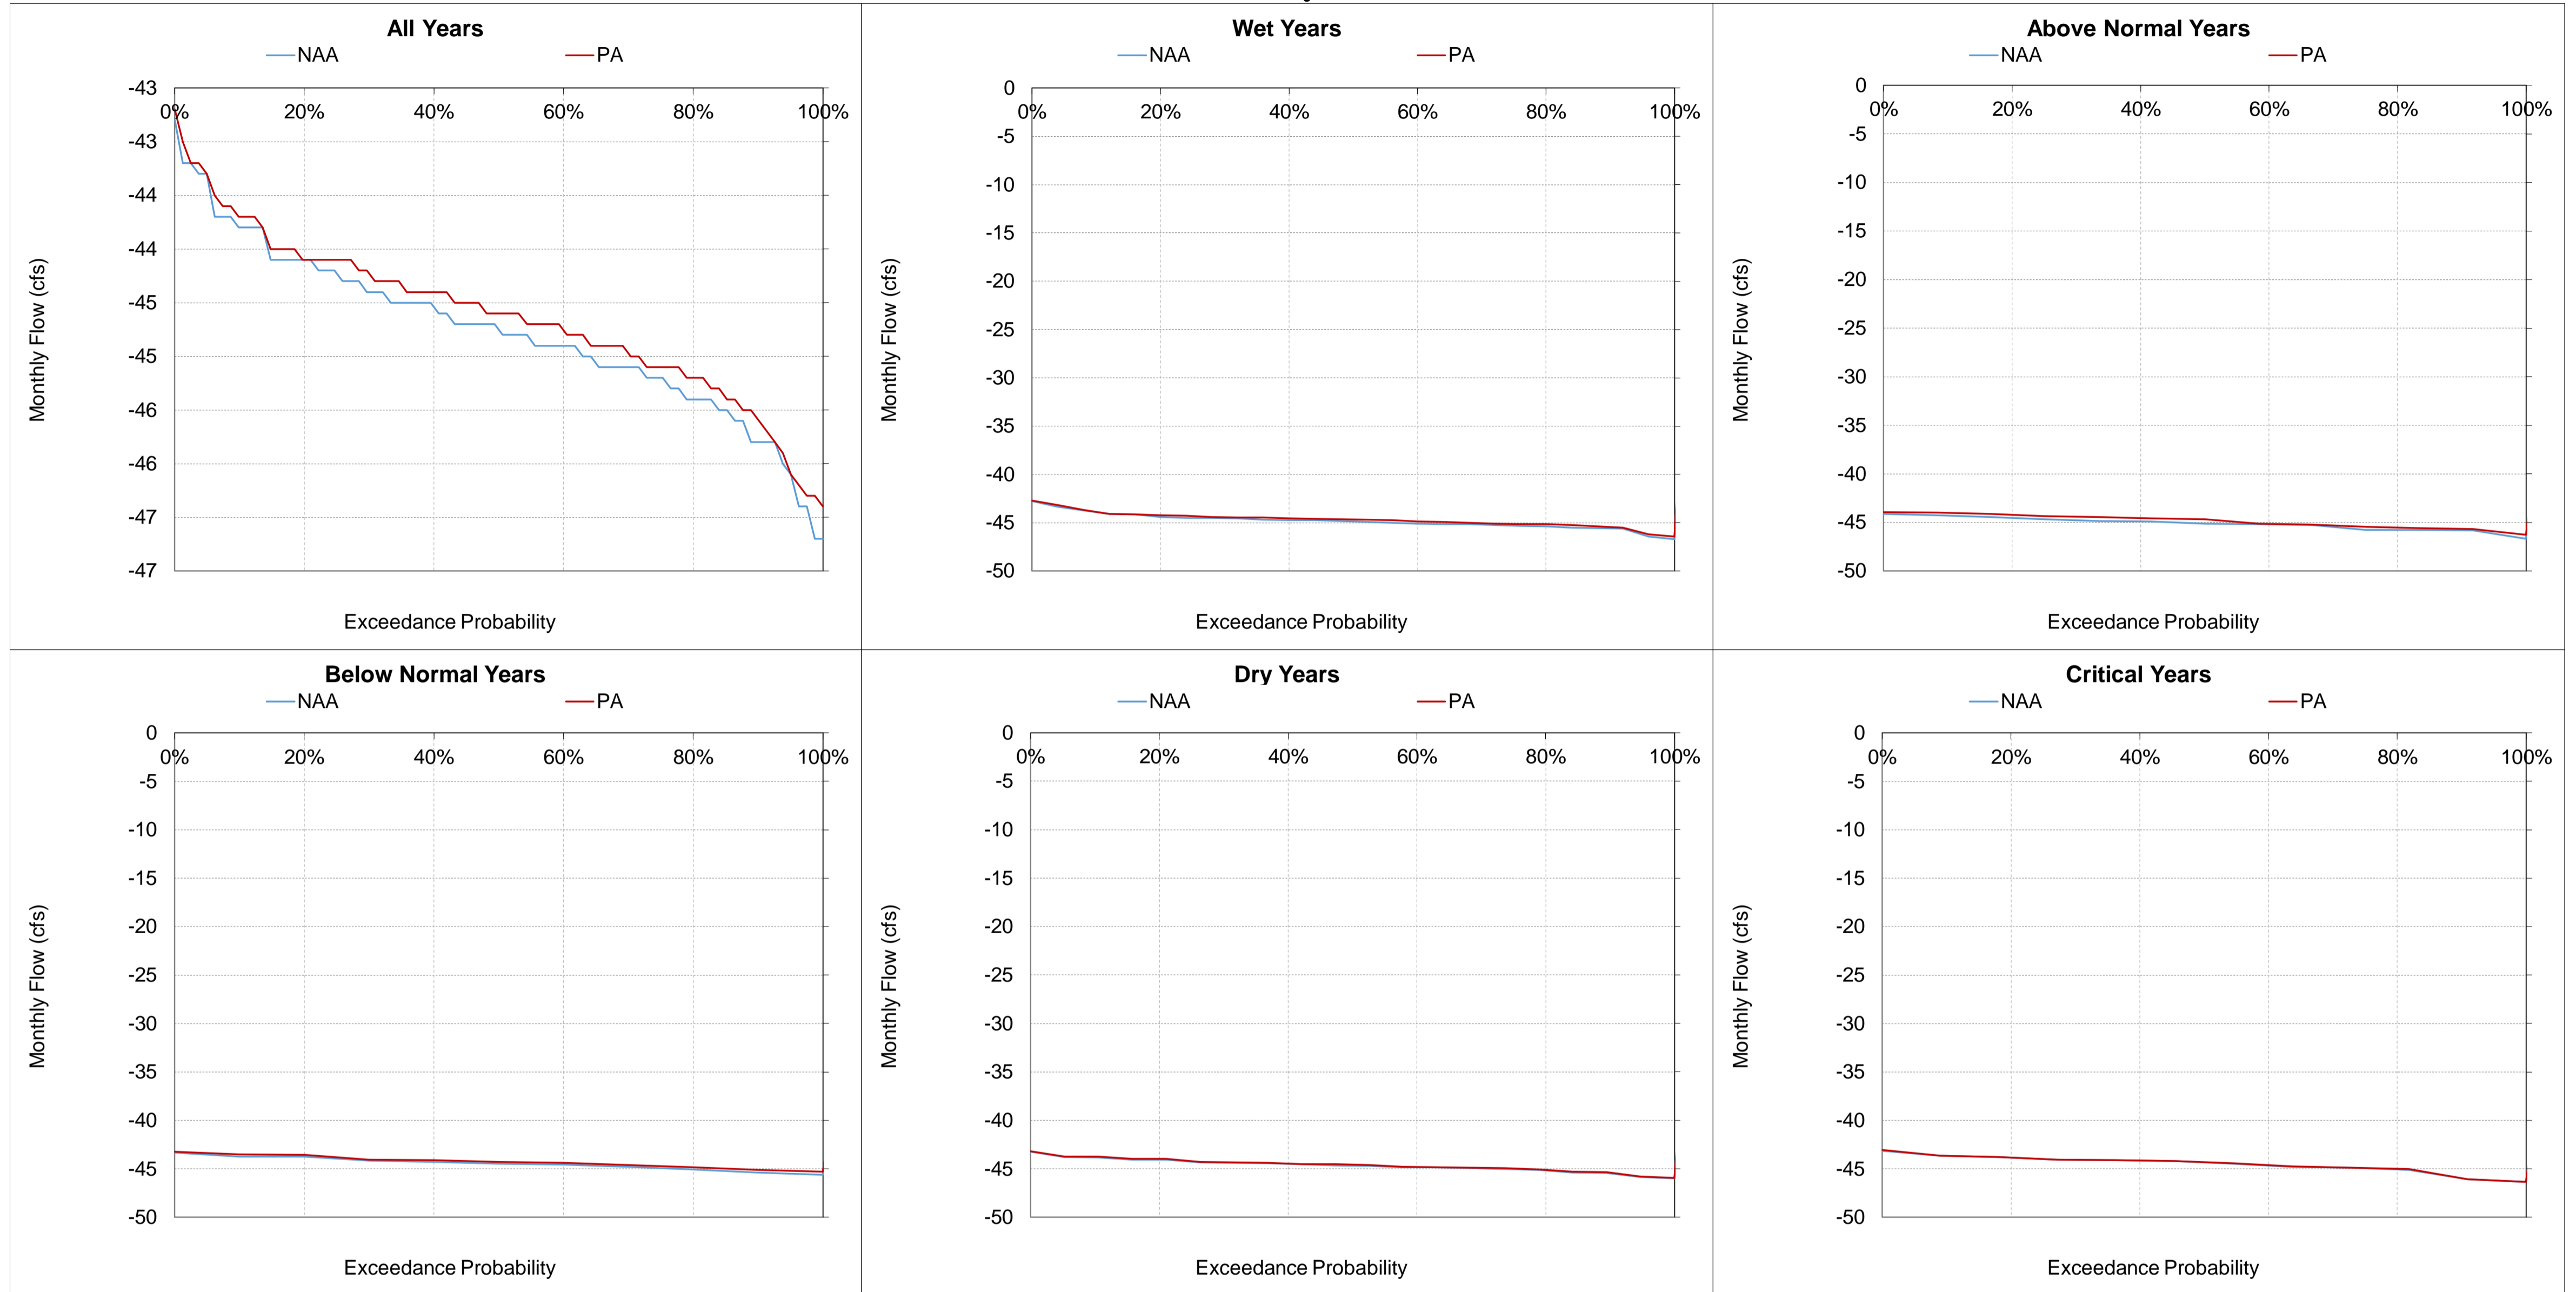 All Years
NAA PA
-43
0% 20% 40% 60% 80% 100%
-43
-44
-44
-45
-45
-46
-46
-47
-47
Monthly Flow (cfs)
Exceedance Probability
Wet Years
NAA PA
0
0% 20% 40% 60% 80% 100%
-5
-10
-15
-20
-25
-30
-35
-40
-45
-50
Monthly Flow (cfs)
Exceedance Probability
Above Normal Years
NAA PA
0
0% 20% 40% 60% 80% 100%
-5
-10
-15
-20
-25
-30
-35
-40
-45
-50
Monthly Flow (cfs)
Exceedance Probability
Below Normal Years
NAA PA
0
0% 20% 40% 60% 80% 100%
-5
-10
-15
-20
-25
-30
-35
-40
-45
-50
Monthly Flow (cfs)
Exceedance Probability
Dry Years
NAA PA
0
0% 20% 40% 60% 80% 100%
-5
-10
-15
-20
-25
-30
-35
-40
-45
-50
Monthly Flow (cfs)
Exceedance Probability
Critical Years
NAA PA
0
0% 20% 40% 60% 80% 100%
-5
-10
-15
-20
-25
-30
-35
-40
-45
-50
Monthly Flow (cfs)
Exceedance Probability